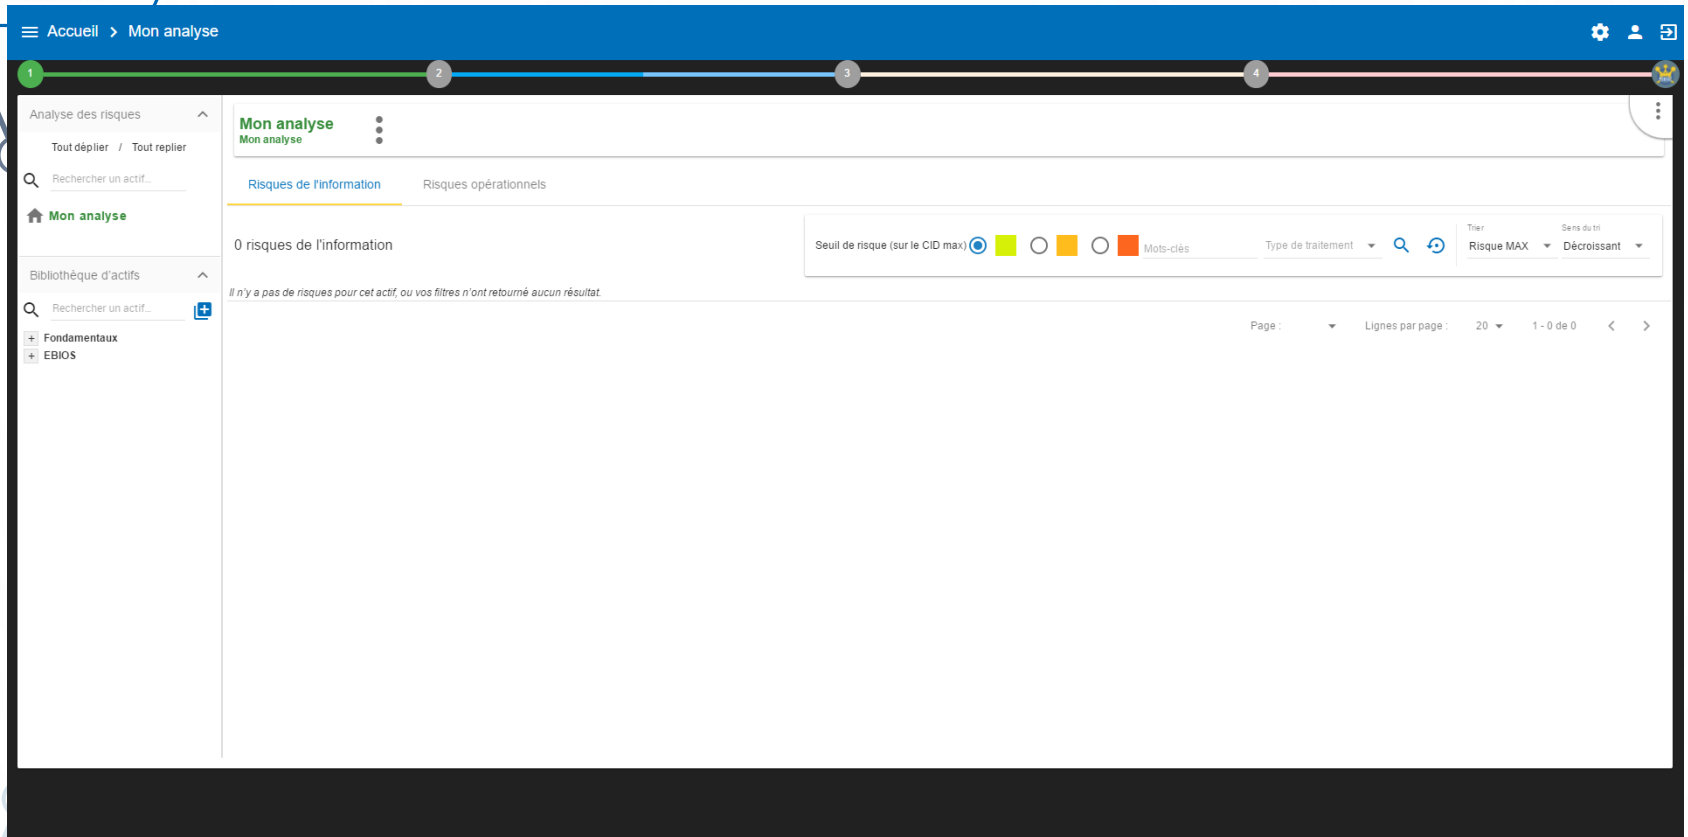 Accueil > Mon analyse
1 2 3 4
Analyse des risques
Tout déplier / Tout replier
Rechercher un actif...
Mon analyse
Bibliothèque d'actifs
Rechercher un actif...
+ Fondamentaux
+ EBIOS
Mon analyse
Mon analyse
Risques de l'information Risques opérationnels
0 risques de l'information
Seuil de risque (sur le CID max) Mots-clés Type de traitement
Trier Sens du tri
Risque MAX Décroissant
Il n'y a pas de risques pour cet actif, ou vos filtres n'ont retourné aucun résultat.
Page : Lignes par page : 20 1 - 0 de 0 < >